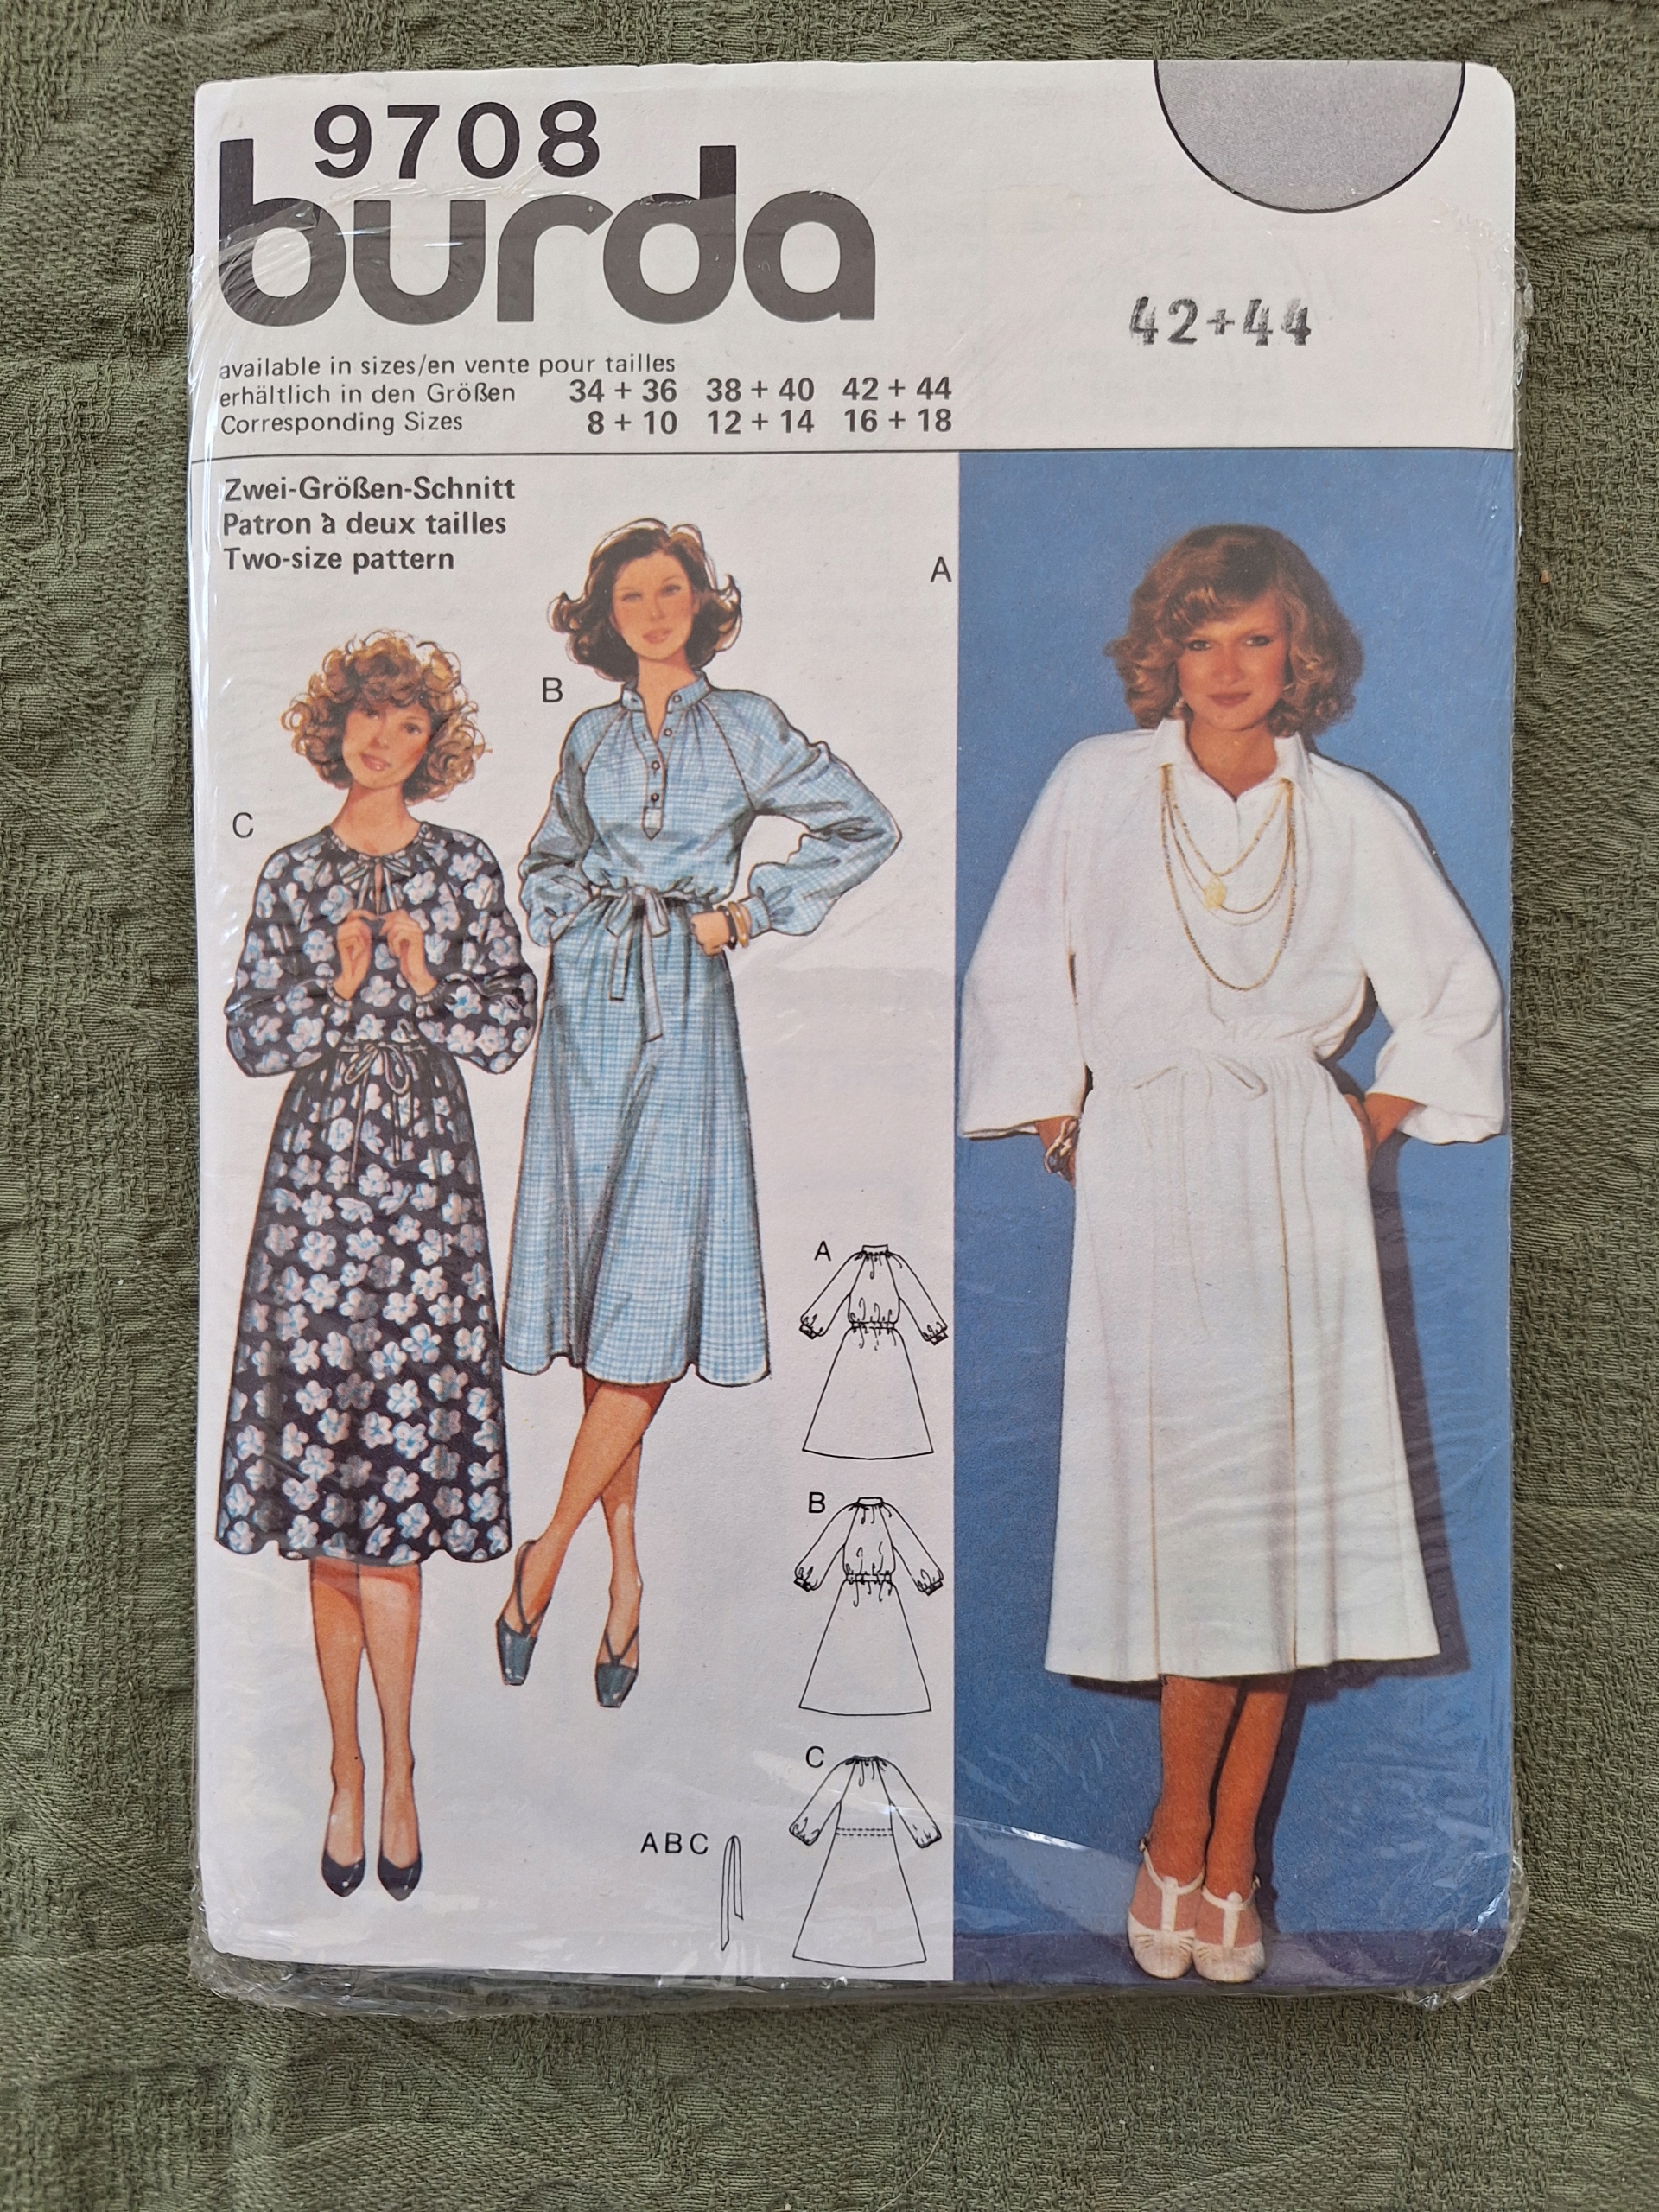 9708
burda
42+44
available in sizes/en vente pour tailles
erhältlich in den Größen 34 + 36 38 + 40 42 + 44
Corresponding Sizes 8 + 10 12 + 14 16 + 18
Zwei-Größen-Schnitt
Patron à deux tailles
Two-size pattern
A
B
C
A
B
C
A B C